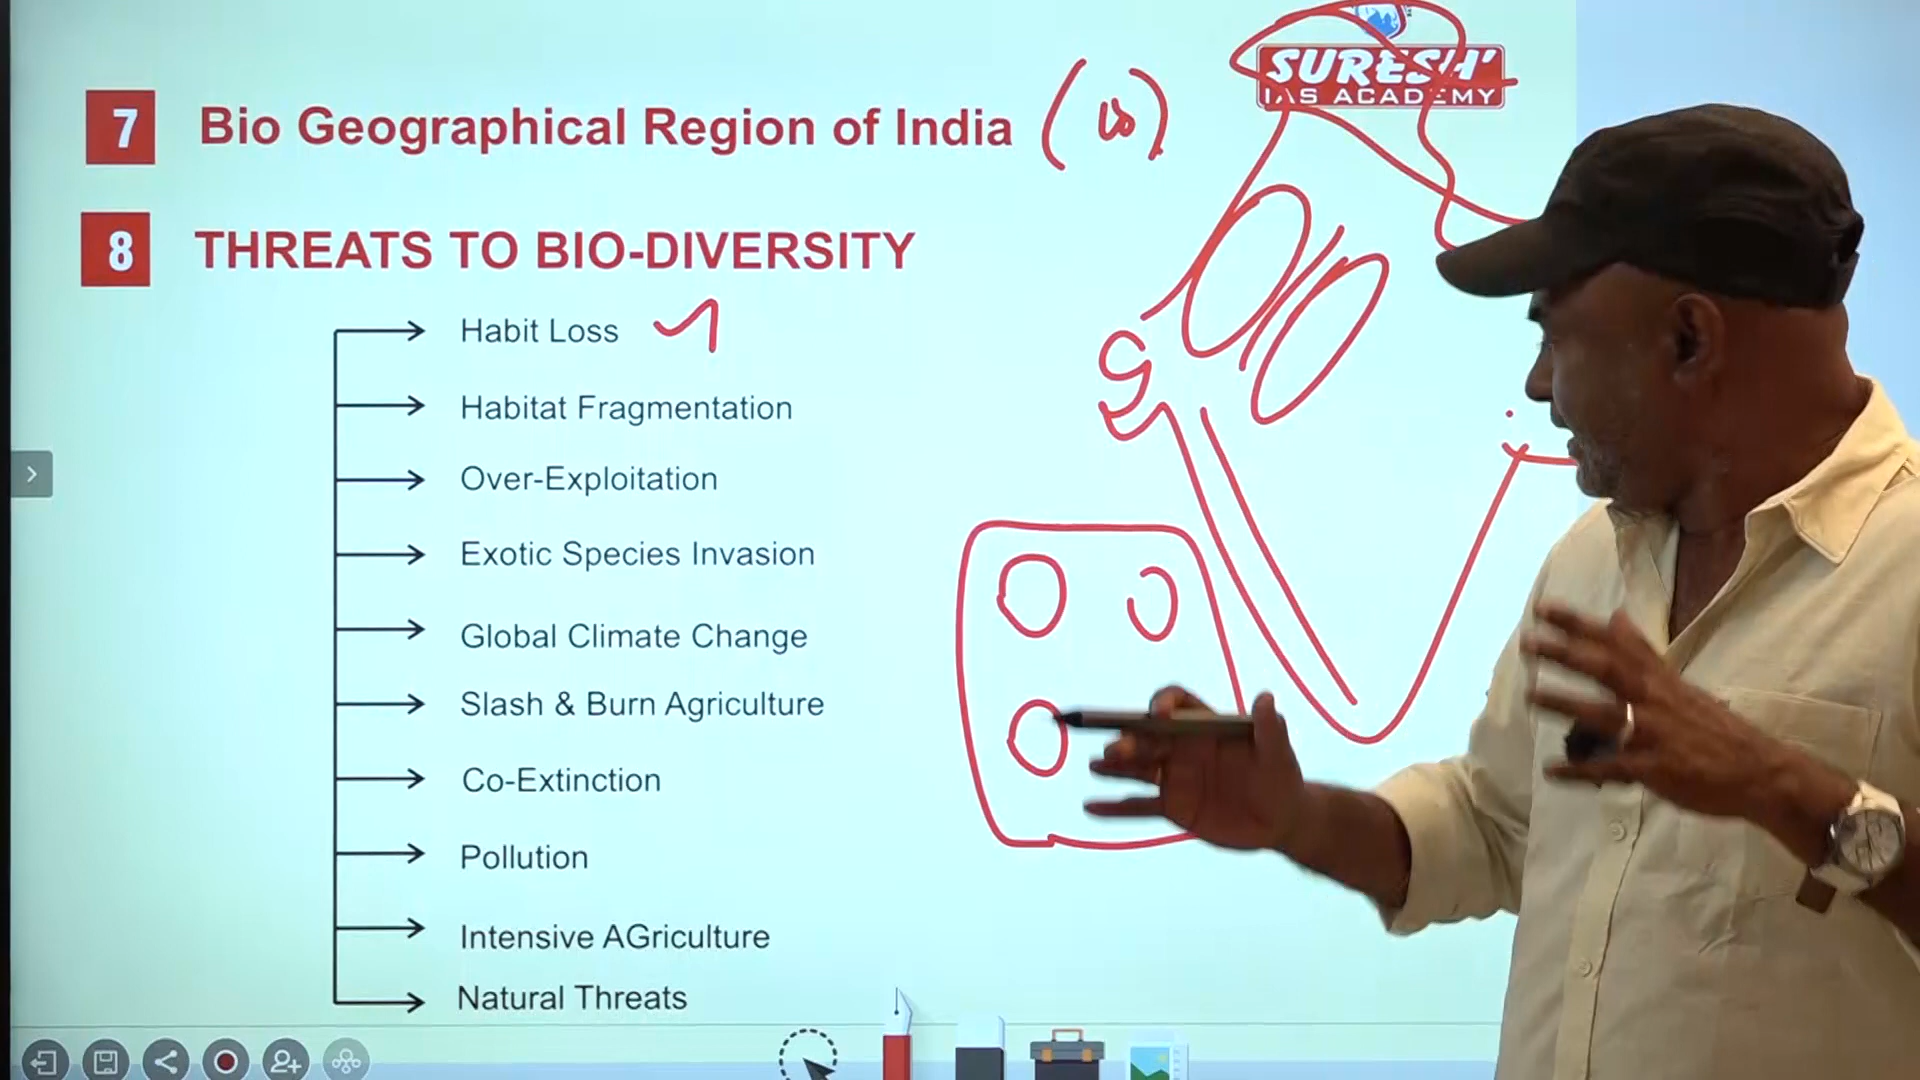 SURESH'
IAS ACADEMY
7 Bio Geographical Region of India (10)
8 THREATS TO BIO-DIVERSITY
Habit Loss
Habitat Fragmentation
Over-Exploitation
Exotic Species Invasion
Global Climate Change
Slash & Burn Agriculture
Co-Extinction
Pollution
Intensive AGriculture
Natural Threats